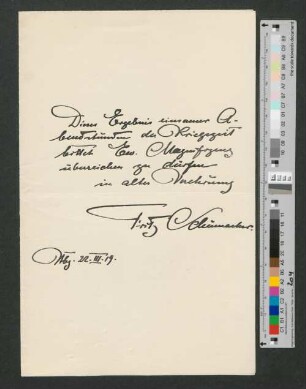 Dieses Ergebnis einsamer A-
bendstunden der Kriegszeit
bittet Ew. Magnifizenz
überreichen zu dürfen
in alter Verehrung
Fritz Schumacher.
Hbg. 22. III. 19.